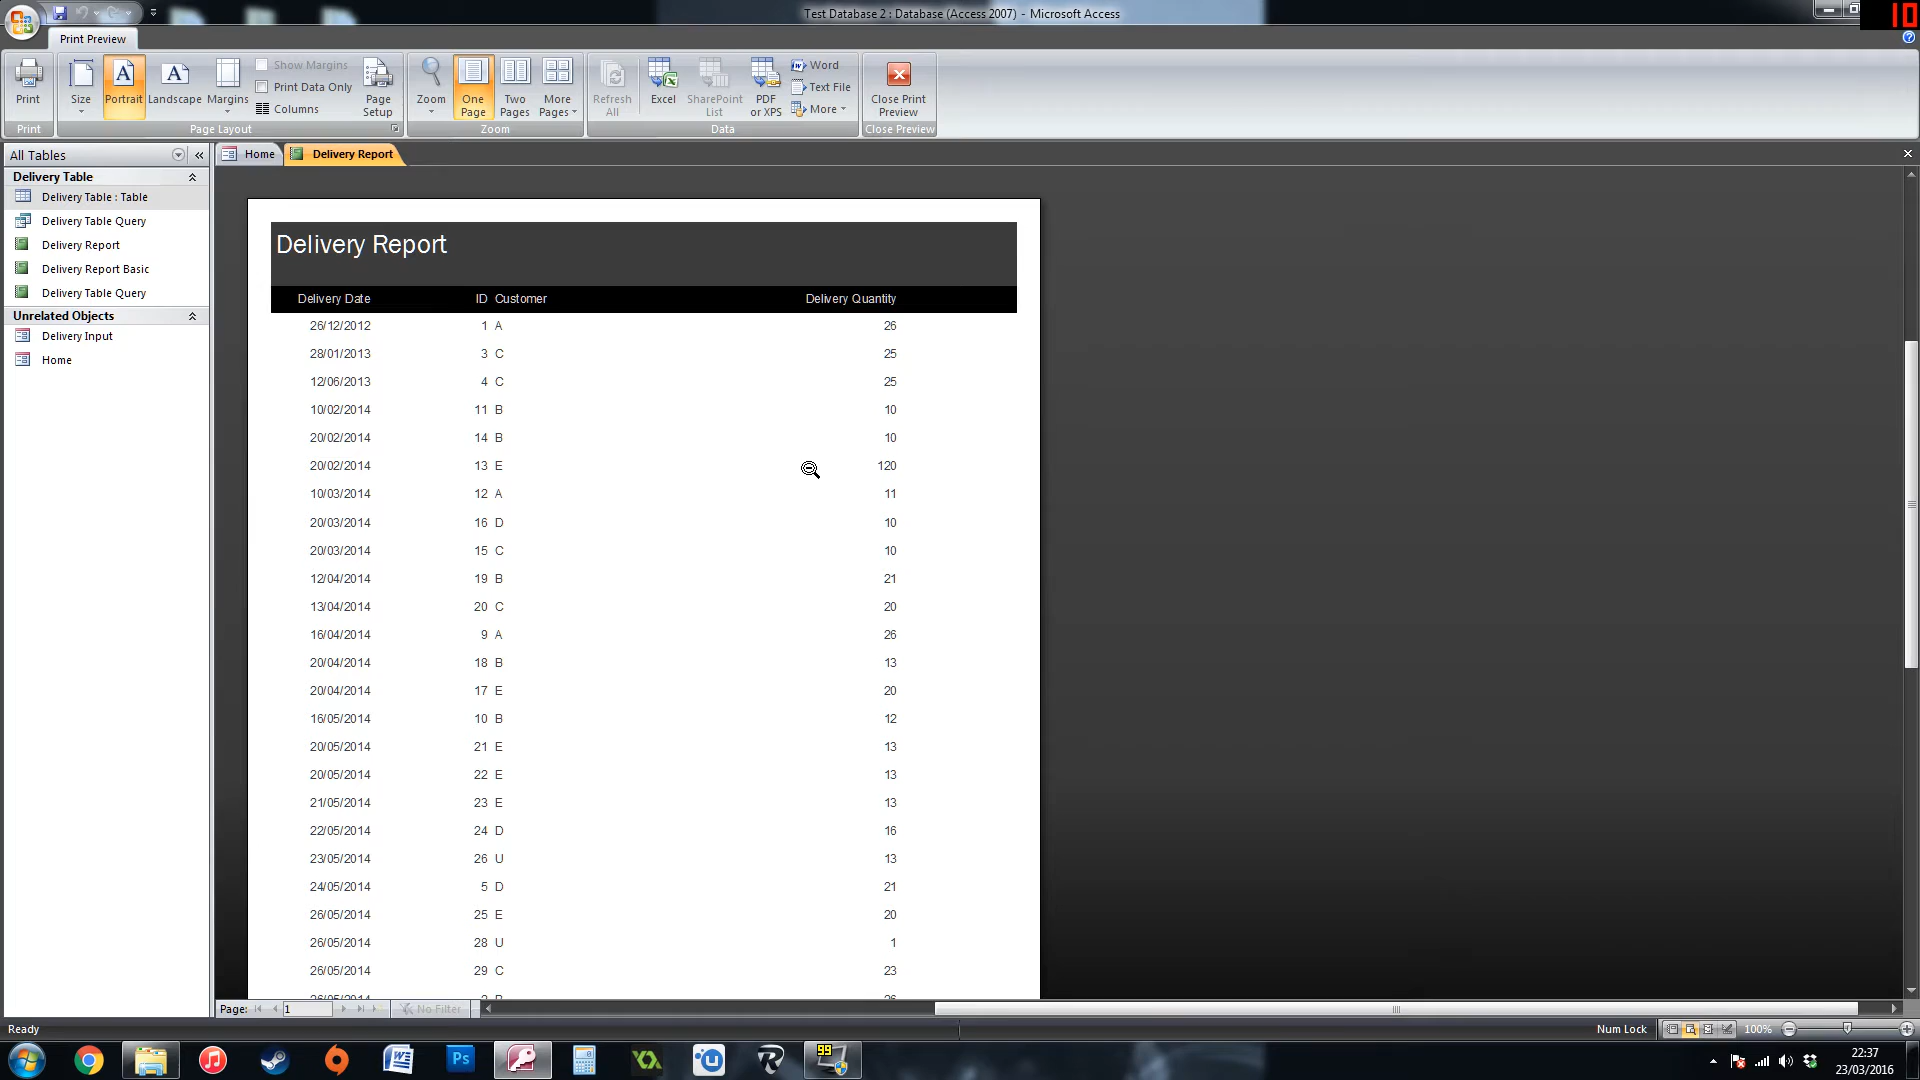 Test Database 2 : Database (Access 2007) - Microsoft Access
10
Print Preview
Print
Size
Portrait
Landscape
Margins
Show Margins
Print Data Only
Columns
Page Setup
Zoom
One Page
Two Pages
More Pages
Refresh All
Excel
SharePoint List
PDF or XPS
Word
Text File
More
Close Print Preview
Print
Page Layout
Zoom
Data
Close Preview
All Tables
Delivery Table
Delivery Table : Table
Delivery Table Query
Delivery Report
Delivery Report Basic
Delivery Table Query
Unrelated Objects
Delivery Input
Home
Home
Delivery Report
Delivery Report
Delivery Date ID Customer Delivery Quantity
26/12/2012 1 A 26
28/01/2013 3 C 25
12/06/2013 4 C 25
10/02/2014 11 B 10
20/02/2014 14 B 10
20/02/2014 13 E 120
10/03/2014 12 A 11
20/03/2014 16 D 10
20/03/2014 15 C 10
12/04/2014 19 B 21
13/04/2014 20 C 20
16/04/2014 9 A 26
20/04/2014 18 B 13
20/04/2014 17 E 20
16/05/2014 10 B 12
20/05/2014 21 E 13
20/05/2014 22 E 13
21/05/2014 23 E 13
22/05/2014 24 D 16
23/05/2014 26 U 13
24/05/2014 5 D 21
26/05/2014 25 E 20
26/05/2014 28 U 1
26/05/2014 29 C 23
Page: 1 No Filter
Ready
Num Lock
100%
Ps
99
22:37
23/03/2016